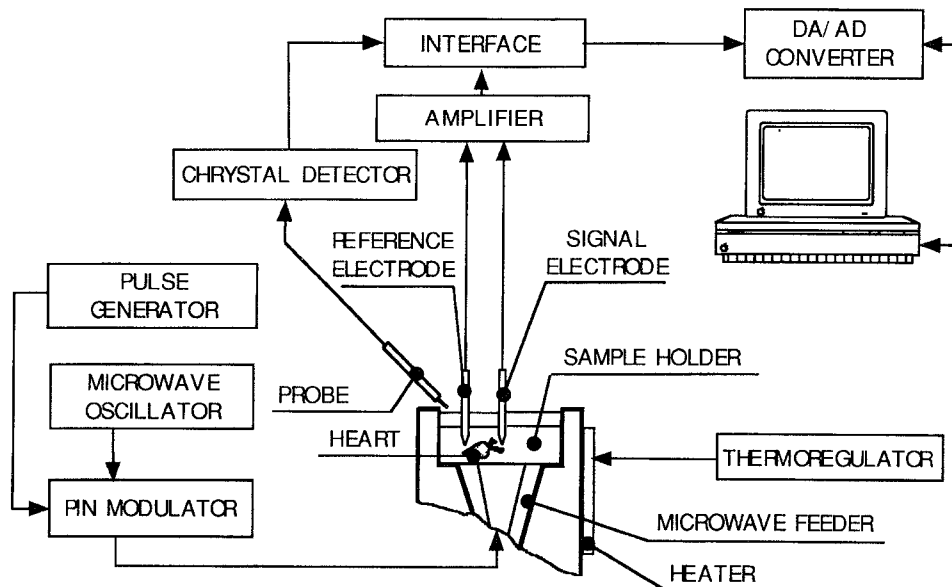 INTERFACE
DA/AD
CONVERTER
AMPLIFIER
CHRYSTAL DETECTOR
REFERENCE
ELECTRODE
SIGNAL
ELECTRODE
PULSE
GENERATOR
SAMPLE HOLDER
MICROWAVE
OSCILLATOR
PROBE
HEART
THERMOREGULATOR
PIN MODULATOR
MICROWAVE FEEDER
HEATER